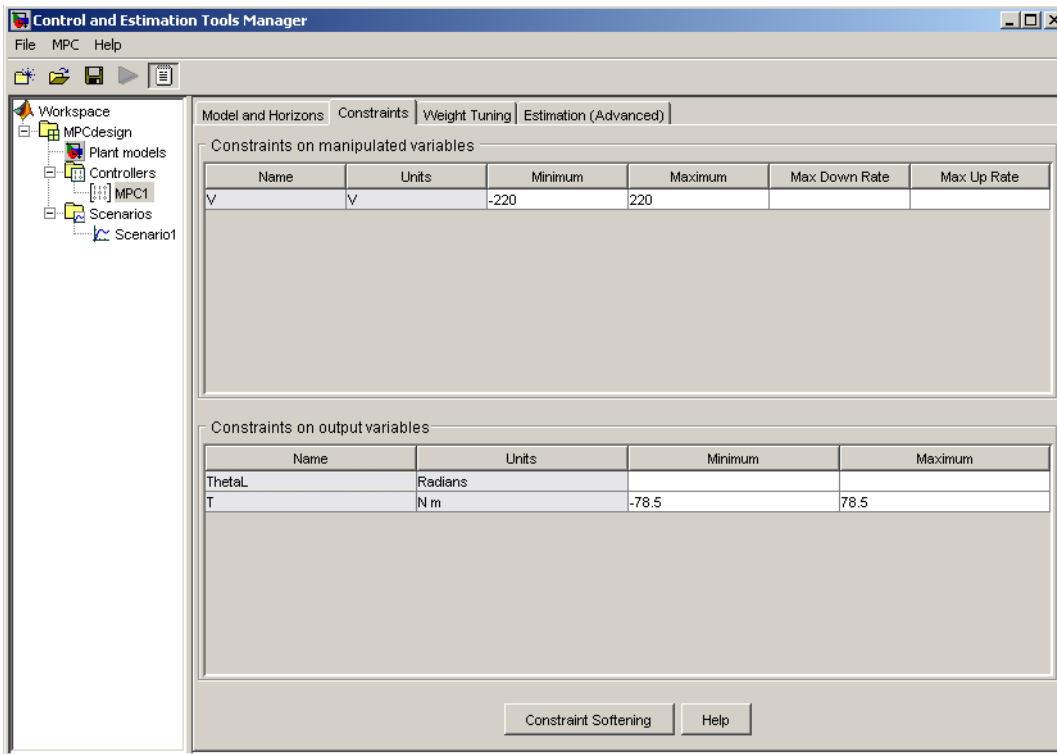 Control and Estimation Tools Manager
File MPC Help
Workspace
MPCdesign
Plant models
Controllers
MPC1
Scenarios
Scenario1
Model and Horizons Constraints Weight Tuning Estimation (Advanced)
Constraints on manipulated variables
Name Units Minimum Maximum Max Down Rate Max Up Rate
V V -220 220
Constraints on output variables
Name Units Minimum Maximum
ThetaL Radians
T N m -78.5 78.5
Constraint Softening Help